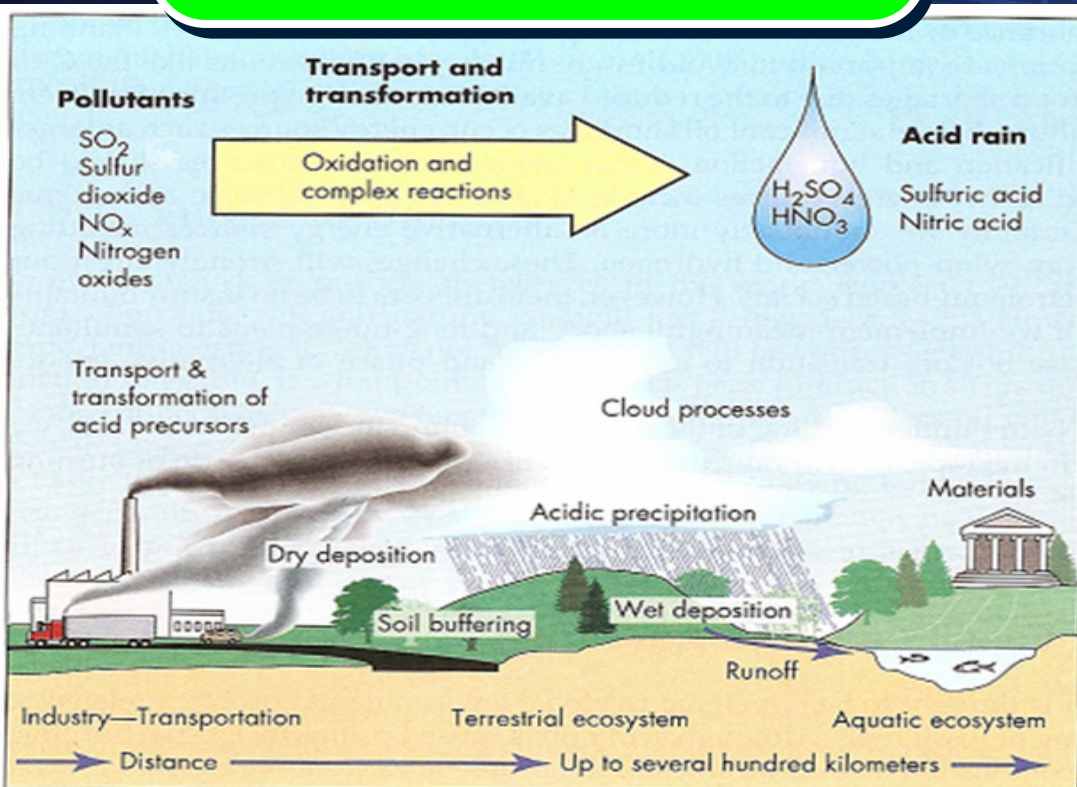 Transport and
transformation
Pollutants
SO₂
Sulfur
dioxide
NOₓ
Nitrogen
oxides
Oxidation and
complex reactions
H₂SO₄
HNO₃
Acid rain
Sulfuric acid
Nitric acid
Transport &
transformation of
acid precursors
Cloud processes
Materials
Acidic precipitation
Dry deposition
Soil buffering
Wet deposition
Runoff
Industry—Transportation
Terrestrial ecosystem
Aquatic ecosystem
Distance
Up to several hundred kilometers